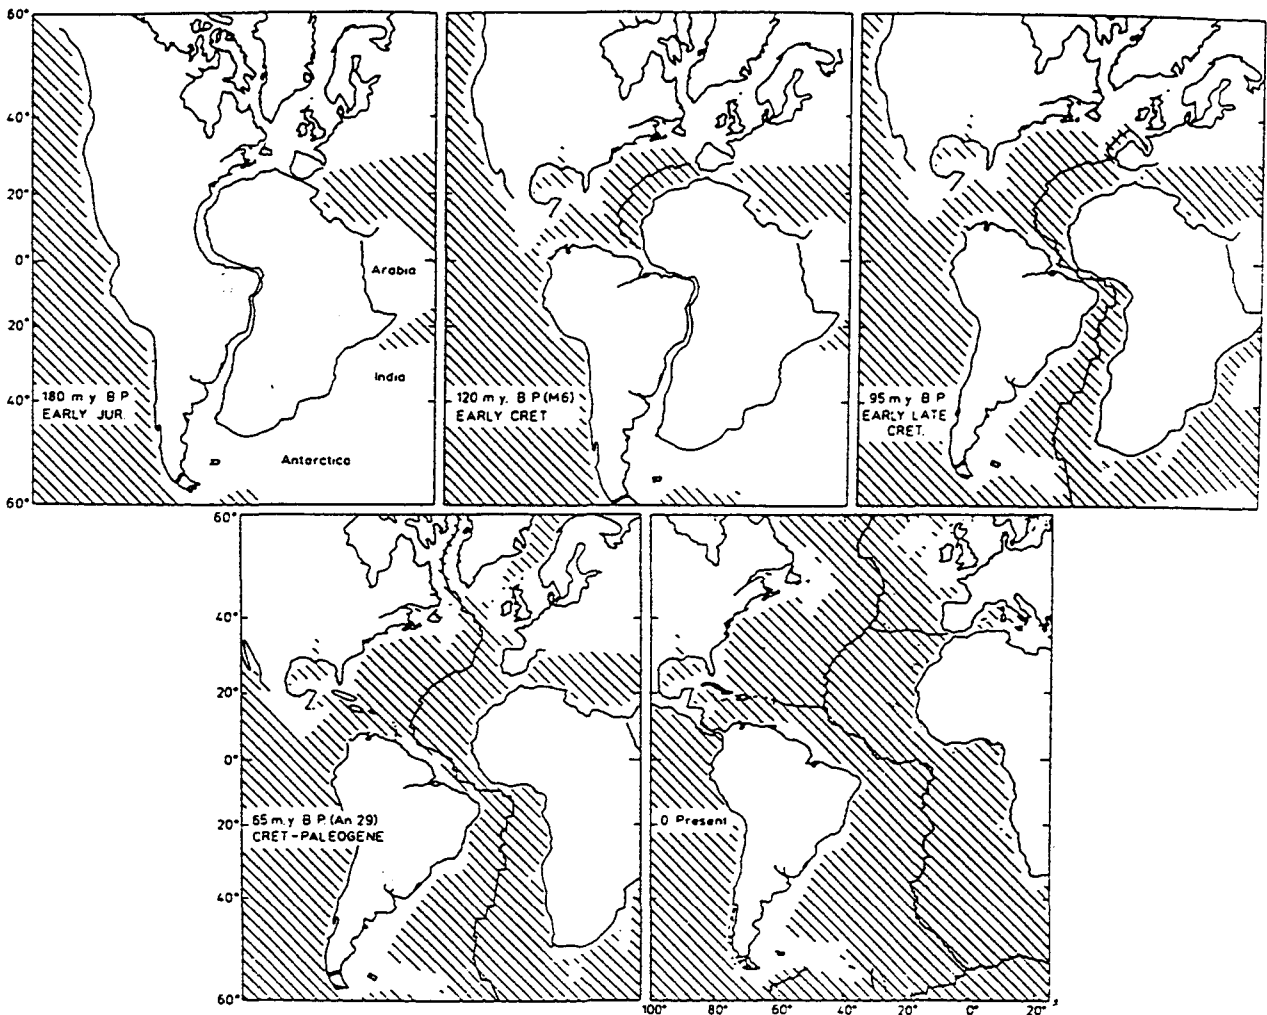 60°
40°
20°
0°
20°
40°
60°
Arabia
India
180 m y B P
EARLY JUR.
Antarctica
120 m y. B P (M6)
EARLY CRET
95 m y B P
EARLY LATE
CRET.
60°
40°
20°
0°
20°
40°
60°
65 m.y B P. (An 29)
CRET-PALEOGENE
0 Present
100° 80° 60° 40° 20° 0° 20°